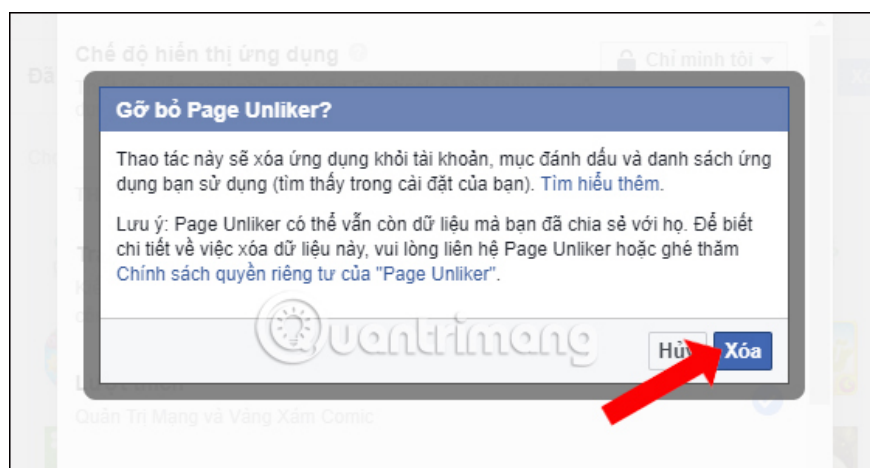 Chế độ hiển thị ứng dụng
Chỉ mình tôi
Đã
Gỡ bỏ Page Unliker?
Thao tác này sẽ xóa ứng dụng khỏi tài khoản, mục đánh dấu và danh sách ứng
dụng bạn sử dụng (tìm thấy trong cài đặt của bạn). Tìm hiểu thêm.
Lưu ý: Page Unliker có thể vẫn còn dữ liệu mà bạn đã chia sẻ với họ. Để biết
chi tiết về việc xóa dữ liệu này, vui lòng liên hệ Page Unliker hoặc ghé thăm
Chính sách quyền riêng tư của "Page Unliker".
Quantrimang
Xóa
Quản Trị Mạng và Vàng Xám Comic